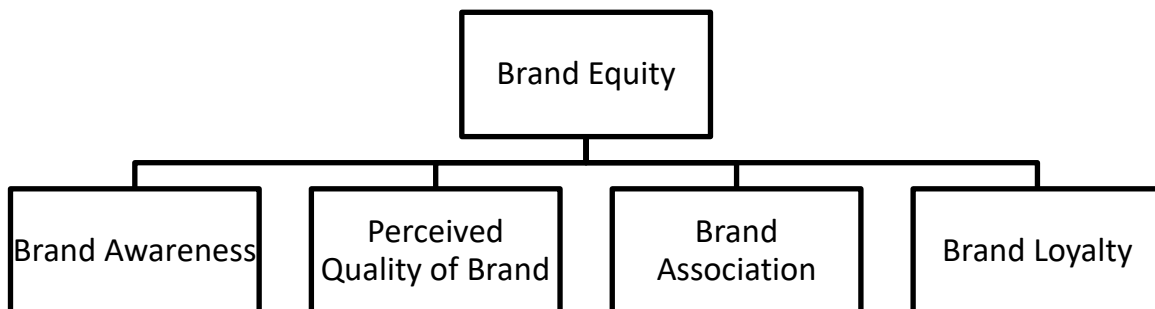 Brand Equity
Brand Awareness
Perceived
Quality of Brand
Brand
Association
Brand Loyalty